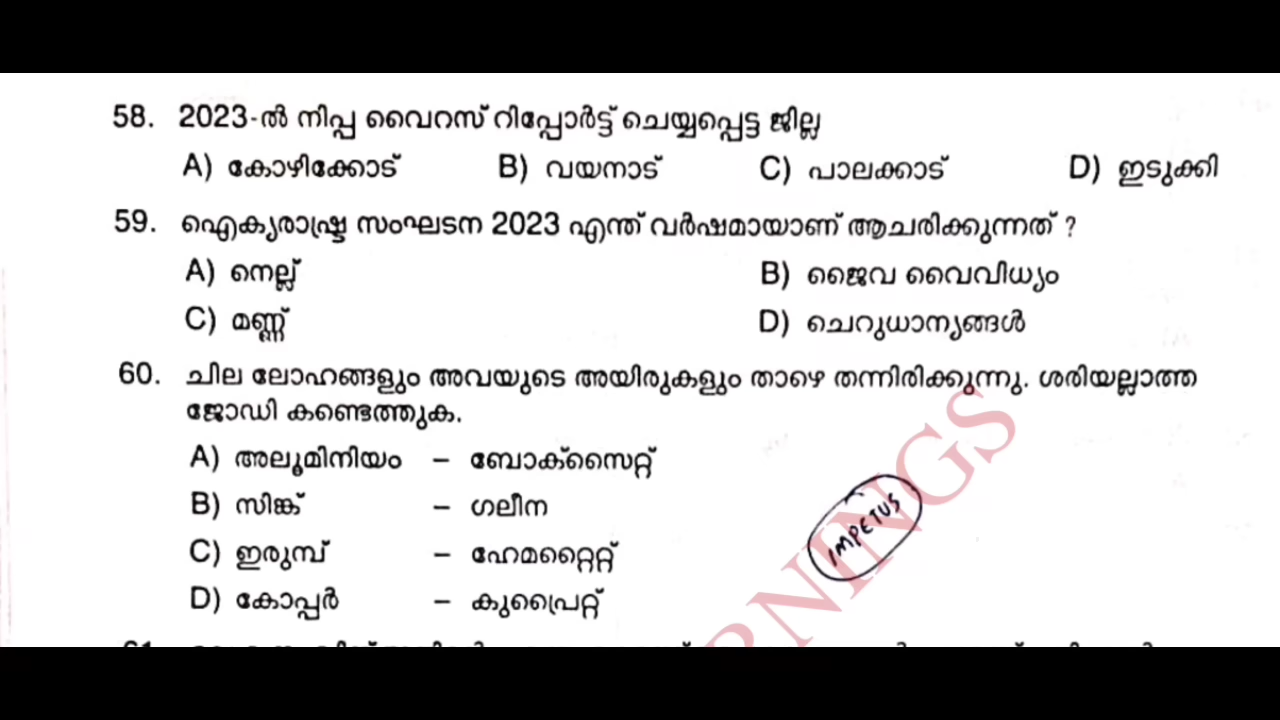 58. 2023-ൽ നിപ്പ വൈറസ് റിപ്പോർട്ട് ചെയ്യപ്പെട്ട ജില്ല
A) കോഴിക്കോട് B) വയനാട് C) പാലക്കാട് D) ഇടുക്കി
59. ഐക്യരാഷ്ട്ര സംഘടന 2023 എന്ത് വർഷമായാണ് ആചരിക്കുന്നത് ?
A) നെല്ല് B) ജൈവ വൈവിധ്യം
C) മണ്ണ് D) ചെറുധാന്യങ്ങൾ
60. ചില ലോഹങ്ങളും അവയുടെ അയിരുകളും താഴെ തന്നിരിക്കുന്നു. ശരിയല്ലാത്ത
ജോഡി കണ്ടെത്തുക.
A) അലൂമിനിയം – ബോക്സൈറ്റ്
B) സിങ്ക് – ഗലീന
C) ഇരുമ്പ് – ഹേമറ്റൈറ്റ്
D) കോപ്പർ – കുപ്രൈറ്റ്
IMPETUS
RNINGS